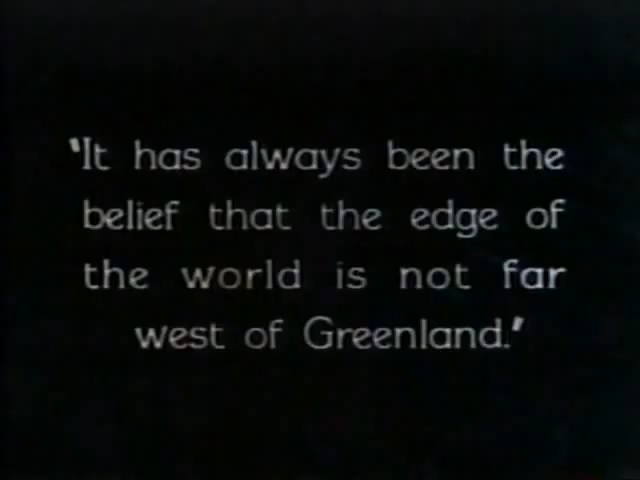 "It has always been the
belief that the edge of
the world is not far
west of Greenland."